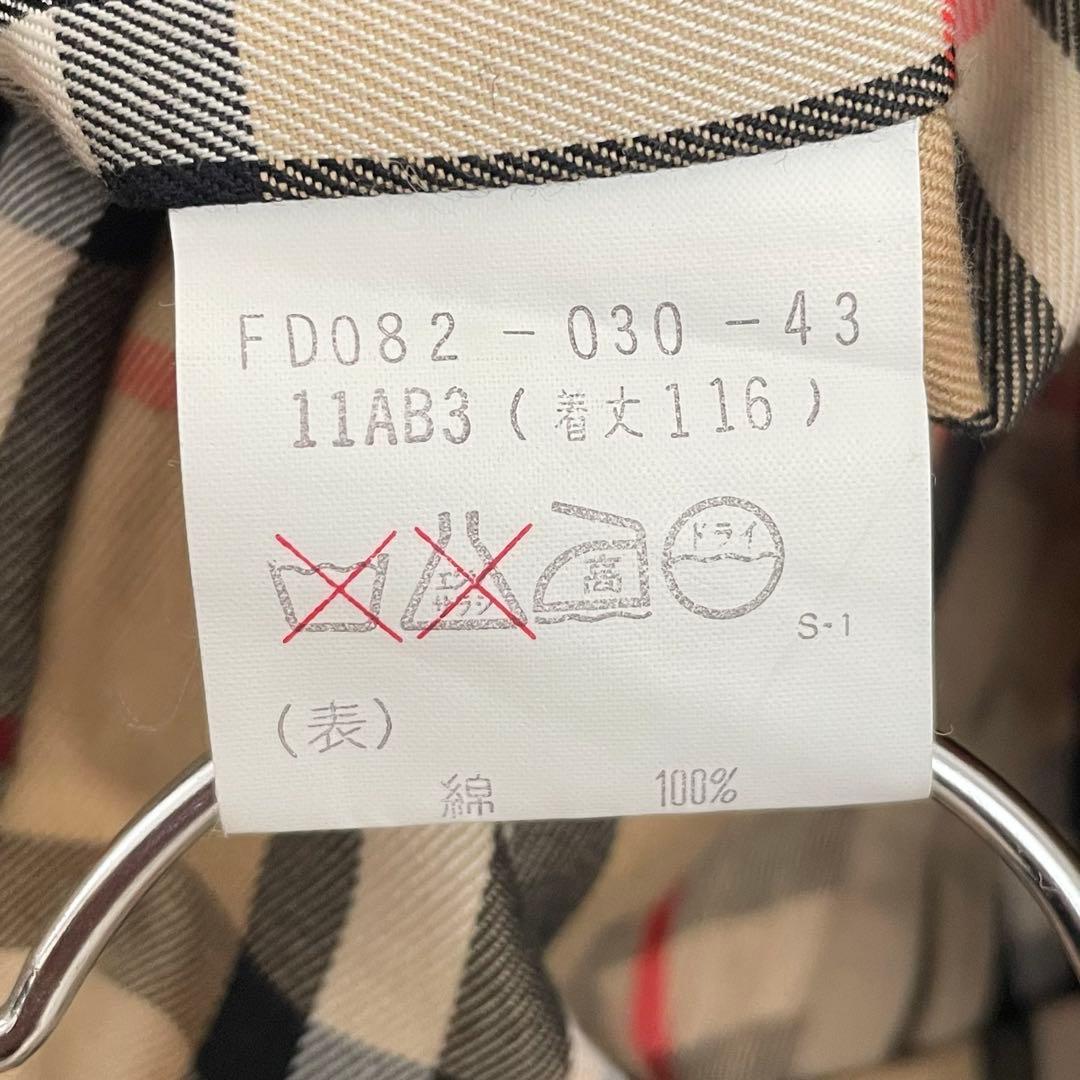 FD082 - 030 - 43
11AB3 (着丈116)
エンソ
サラシ
高
ドライ
S-1
(表)
綿 100%